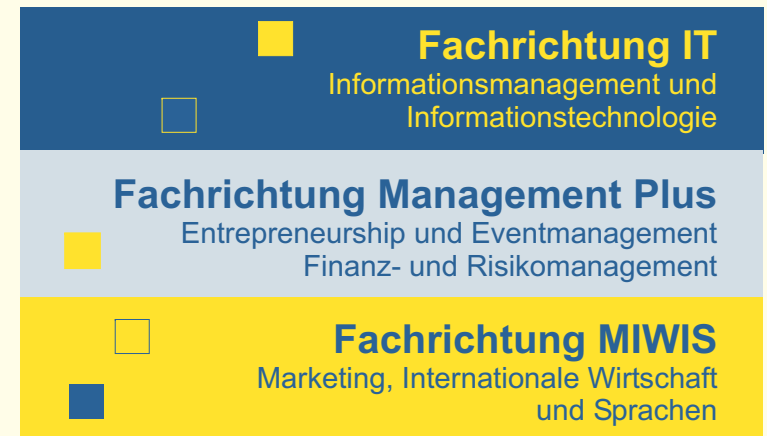 Fachrichtung IT
Informationsmanagement und
Informationstechnologie
Fachrichtung Management Plus
Entrepreneurship und Eventmanagement
Finanz- und Risikomanagement
Fachrichtung MIWIS
Marketing, Internationale Wirtschaft
und Sprachen